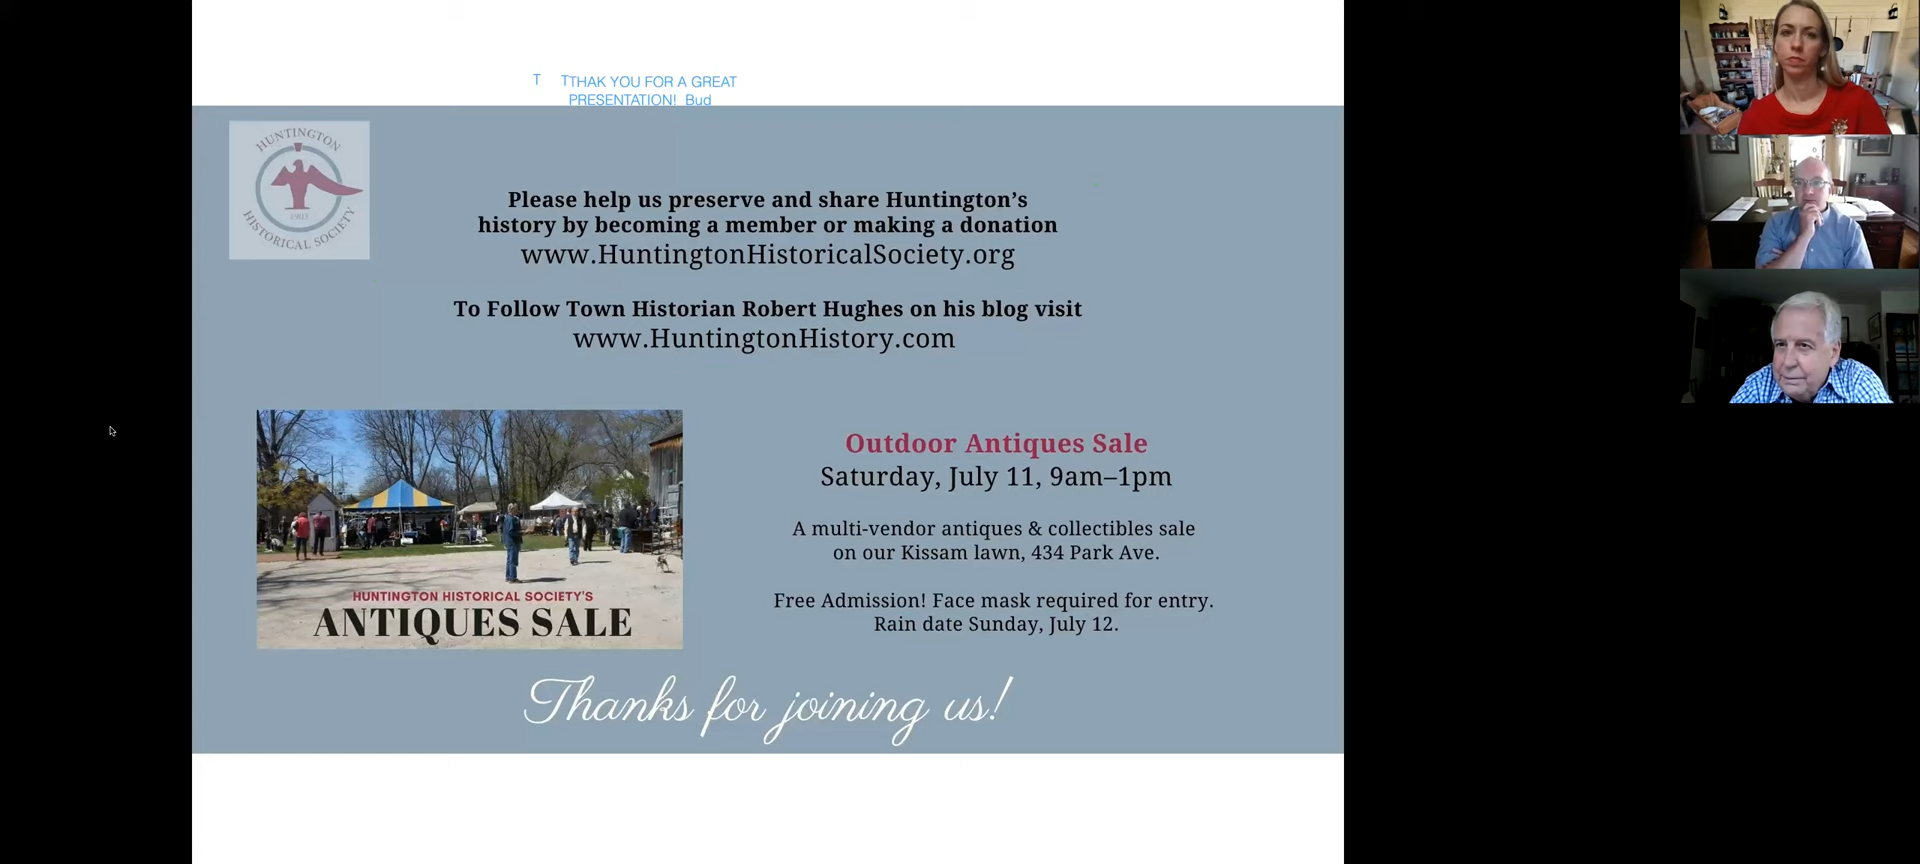 T TTHAK YOU FOR A GREAT
PRESENTATION! Bud
HUNTINGTON
1903
HISTORICAL SOCIETY
Please help us preserve and share Huntington’s
history by becoming a member or making a donation
www.HuntingtonHistoricalSociety.org
To Follow Town Historian Robert Hughes on his blog visit
www.HuntingtonHistory.com
HUNTINGTON HISTORICAL SOCIETY'S
ANTIQUES SALE
Outdoor Antiques Sale
Saturday, July 11, 9am–1pm
A multi-vendor antiques & collectibles sale
on our Kissam lawn, 434 Park Ave.
Free Admission! Face mask required for entry.
Rain date Sunday, July 12.
Thanks for joining us!